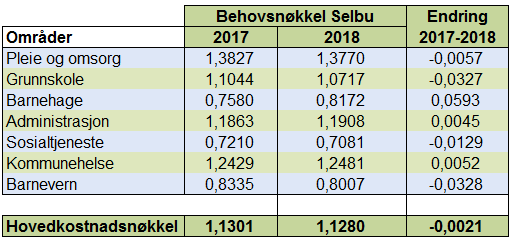 Behovsnøkkel Selbu Endring
Områder 2017 2018 2017-2018
Pleie og omsorg 1,3827 1,3770 -0,0057
Grunnskole 1,1044 1,0717 -0,0327
Barnehage 0,7580 0,8172 0,0593
Administrasjon 1,1863 1,1908 0,0045
Sosialtjeneste 0,7210 0,7081 -0,0129
Kommunehelse 1,2429 1,2481 0,0052
Barnevern 0,8335 0,8007 -0,0328
Hovedkostnadsnøkkel 1,1301 1,1280 -0,0021